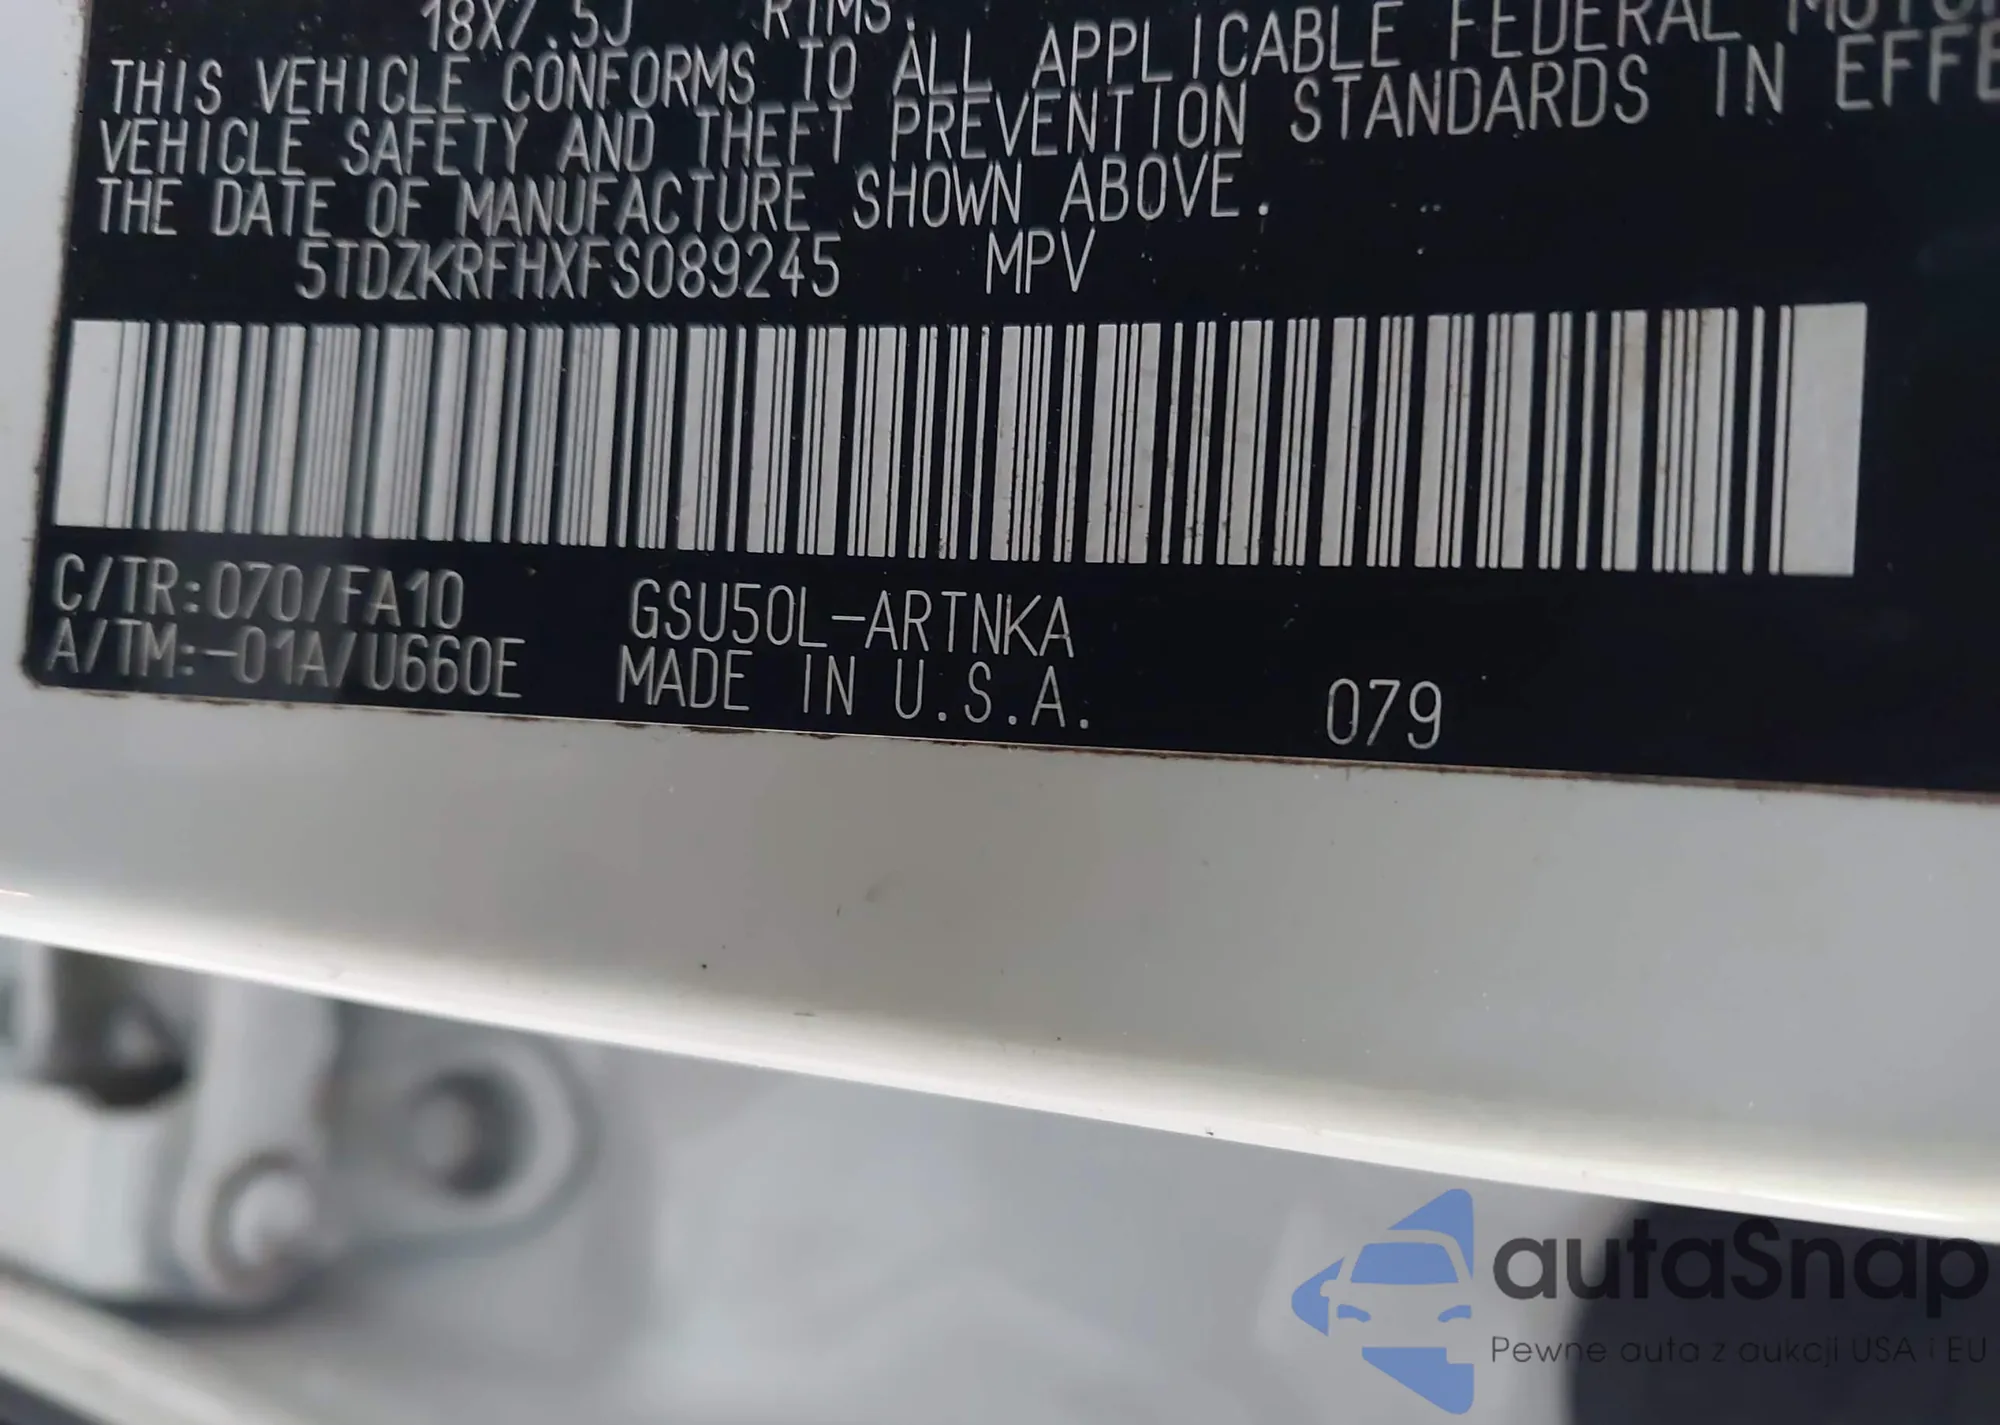 18X7.5J RIMS.
THIS VEHICLE CONFORMS TO ALL APPLICABLE FEDERAL MOTOR
VEHICLE SAFETY AND THEFT PREVENTION STANDARDS IN EFFE
THE DATE OF MANUFACTURE SHOWN ABOVE.
5TDZKRFHXFS089245 MPV
C/TR:070/FA10 GSU50L-ARTNKA
A/TM:-01A/U660E MADE IN U.S.A. 079
autaSnap
Pewne auta z aukcji USA i EU